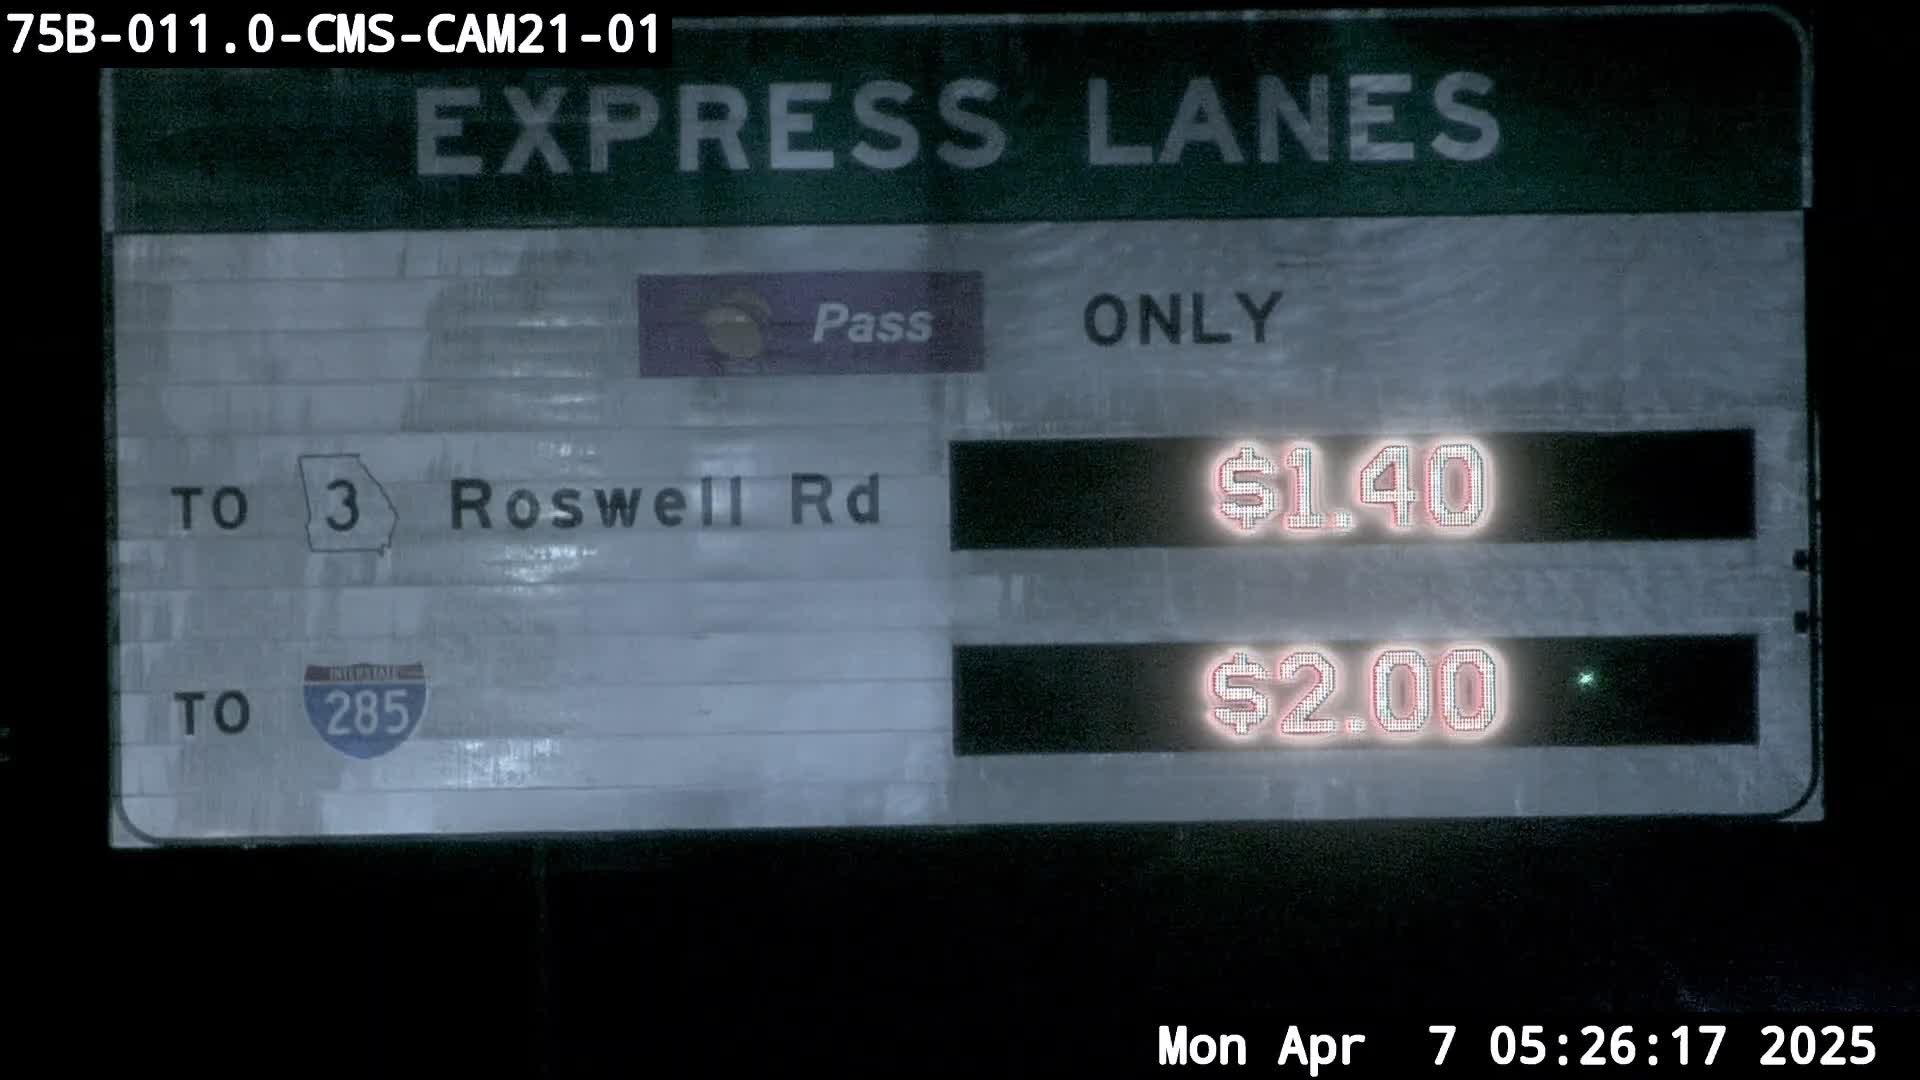 75B-011.0-CMS-CAM21-01
EXPRESS LANES
Pass ONLY
TO 3 Roswell Rd $1.40
INTERSTATE
TO 285 $2.00
Mon Apr 7 05:26:17 2025